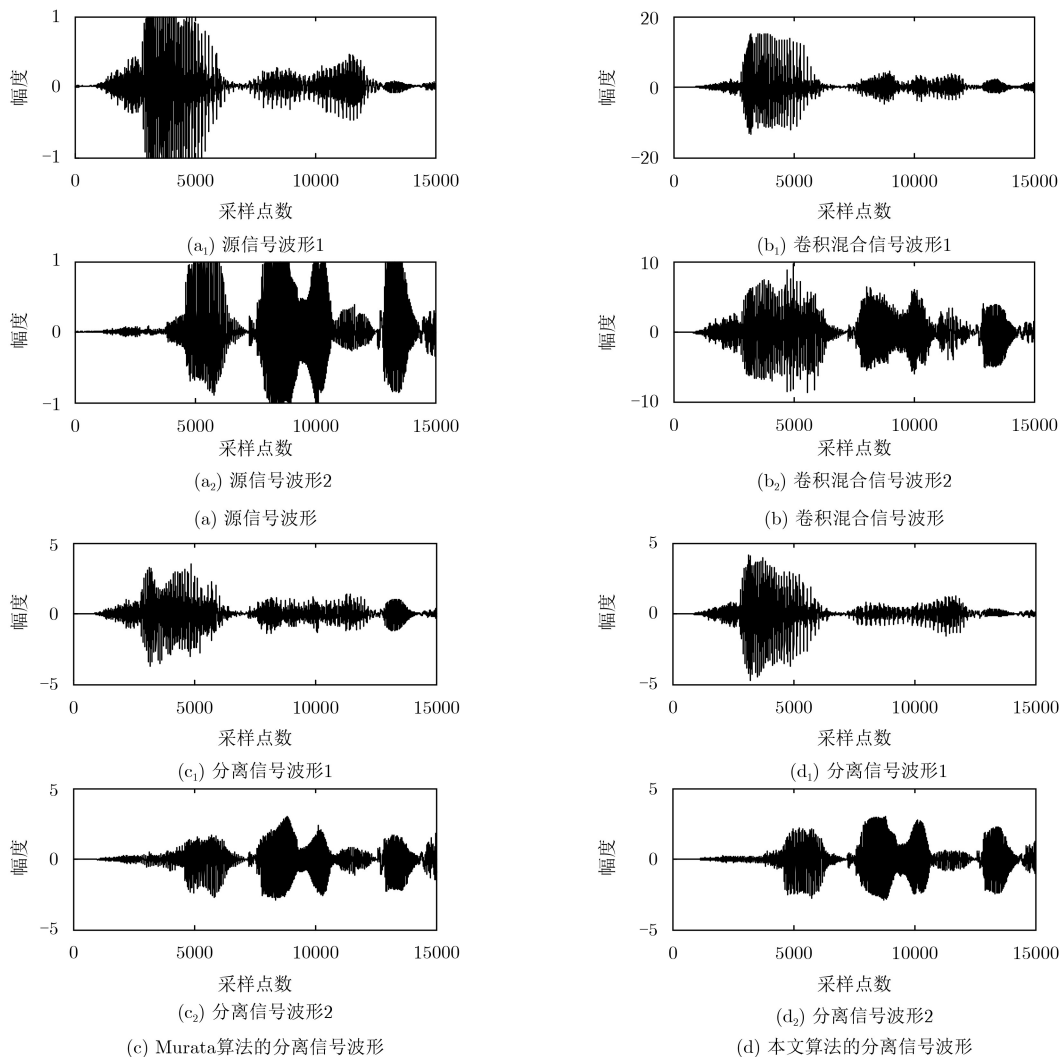 1
0
−1
幅度
0
5000
10000
15000
采样点数
(a₁) 源信号波形1
20
0
−20
幅度
0
5000
10000
15000
采样点数
(b₁) 卷积混合信号波形1
1
0
−1
幅度
0
5000
10000
15000
采样点数
(a₂) 源信号波形2
(a) 源信号波形
10
0
−10
幅度
0
5000
10000
15000
采样点数
(b₂) 卷积混合信号波形2
(b) 卷积混合信号波形
5
0
−5
幅度
0
5000
10000
15000
采样点数
(c₁) 分离信号波形1
5
0
−5
幅度
0
5000
10000
15000
采样点数
(d₁) 分离信号波形1
5
0
−5
幅度
0
5000
10000
15000
采样点数
(c₂) 分离信号波形2
(c) Murata算法的分离信号波形
5
0
−5
幅度
0
5000
10000
15000
采样点数
(d₂) 分离信号波形2
(d) 本文算法的分离信号波形